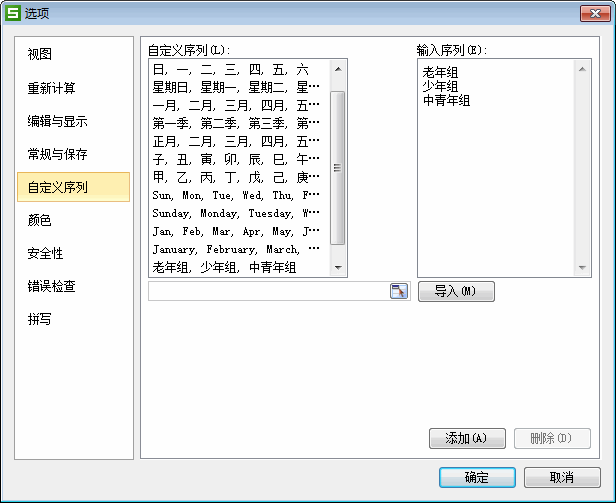 选项
视图
重新计算
编辑与显示
常规与保存
自定义序列
颜色
安全性
错误检查
拼写
自定义序列(L):
日, 一, 二, 三, 四, 五, 六
星期日, 星期一, 星期二, 星…
一月, 二月, 三月, 四月, 五…
第一季, 第二季, 第三季, 第…
正月, 二月, 三月, 四月, 五…
子, 丑, 寅, 卯, 辰, 巳, 午…
甲, 乙, 丙, 丁, 戊, 己, 庚…
Sun, Mon, Tue, Wed, Thu, F…
Sunday, Monday, Tuesday, W…
Jan, Feb, Mar, Apr, May, J…
January, February, March, …
老年组, 少年组, 中青年组
输入序列(E):
老年组
少年组
中青年组
导入(M)
添加(A)
删除(D)
确定
取消